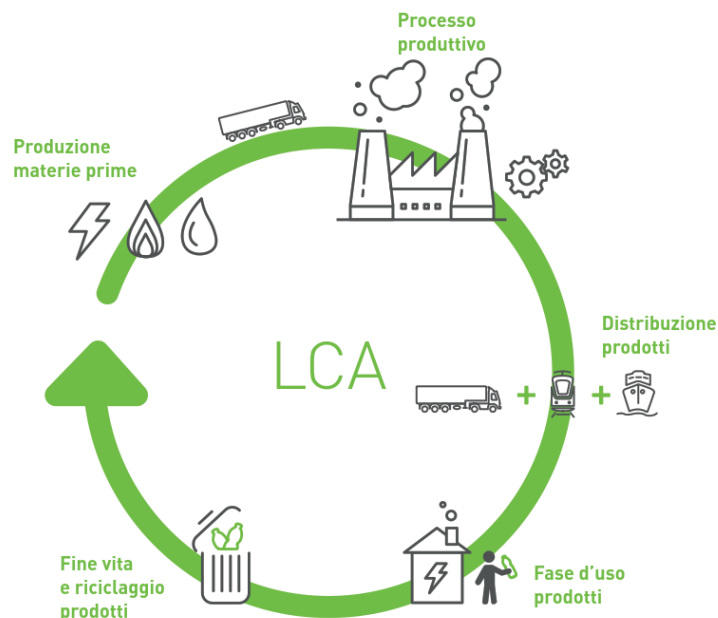 Processo
produttivo
Produzione
materie prime
Distribuzione
prodotti
LCA
+
+
Fase d'uso
prodotti
Fine vita
e riciclaggio
prodotti